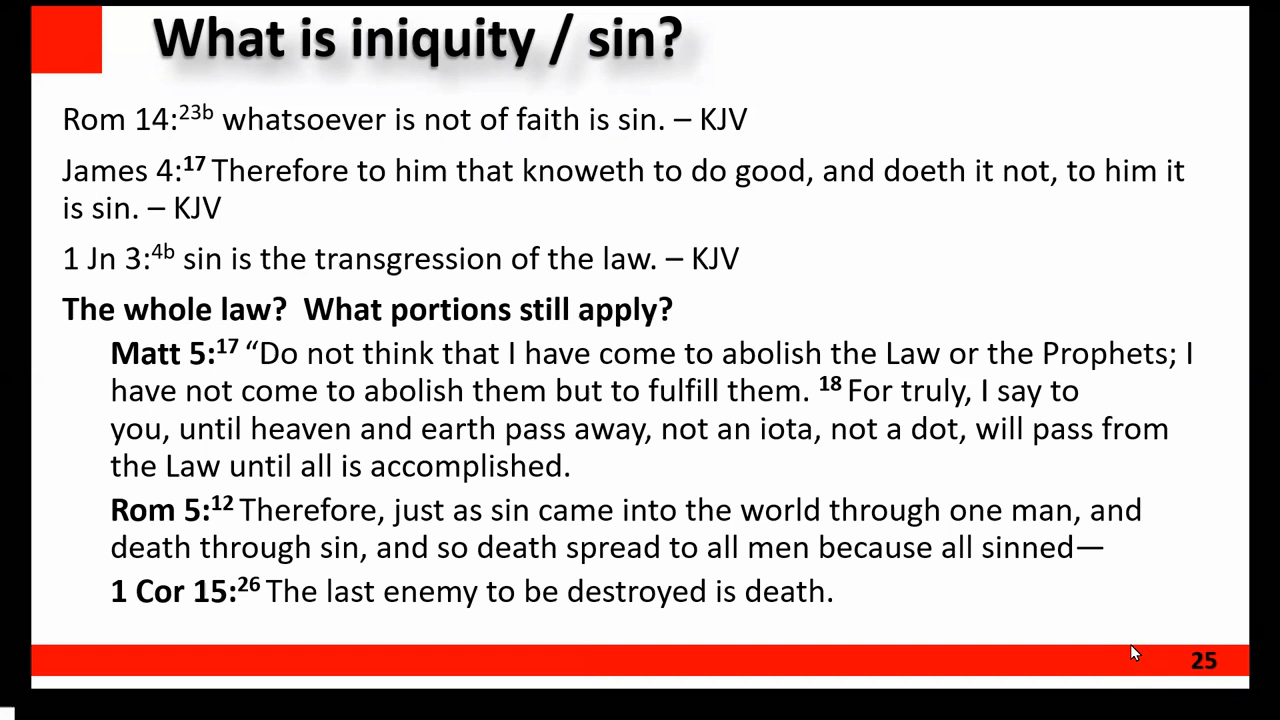 What is iniquity / sin?
Rom 14:23b whatsoever is not of faith is sin. – KJV
James 4:17 Therefore to him that knoweth to do good, and doeth it not, to him it
is sin. – KJV
1 Jn 3:4b sin is the transgression of the law. – KJV
The whole law?  What portions still apply?
Matt 5:17 “Do not think that I have come to abolish the Law or the Prophets; I
have not come to abolish them but to fulfill them. 18 For truly, I say to
you, until heaven and earth pass away, not an iota, not a dot, will pass from
the Law until all is accomplished.
Rom 5:12 Therefore, just as sin came into the world through one man, and
death through sin, and so death spread to all men because all sinned—
1 Cor 15:26 The last enemy to be destroyed is death.
25